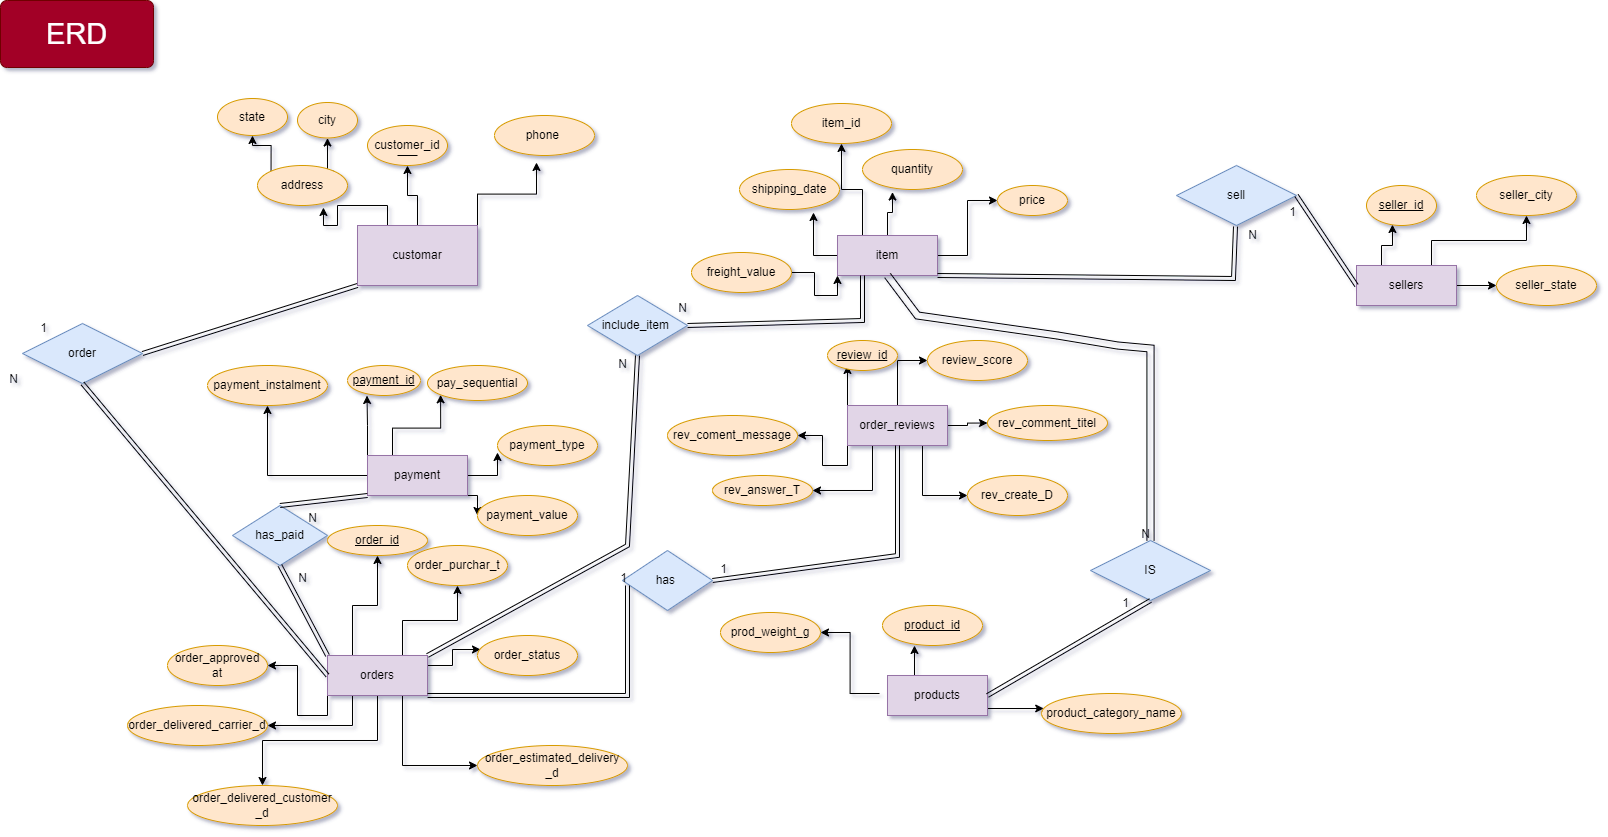 ERD
state
city
customer_id
phone
address
customar
item_id
quantity
shipping_date
price
item
freight_value
sell
1
N
seller_id
seller_city
sellers
seller_state
1
order
N
include_item
N
N
payment_instalment
payment_id
pay_sequential
payment_type
payment
payment_value
review_id
review_score
order_reviews
rev_comment_titel
rev_coment_message
rev_answer_T
rev_create_D
has_paid
N
N
order_id
order_purchar_t
1
has
1
N
IS
1
order_approved
at
orders
order_status
order_delivered_carrier_d
order_estimated_delivery
_d
order_delivered_customer
_d
prod_weight_g
product_id
products
product_category_name